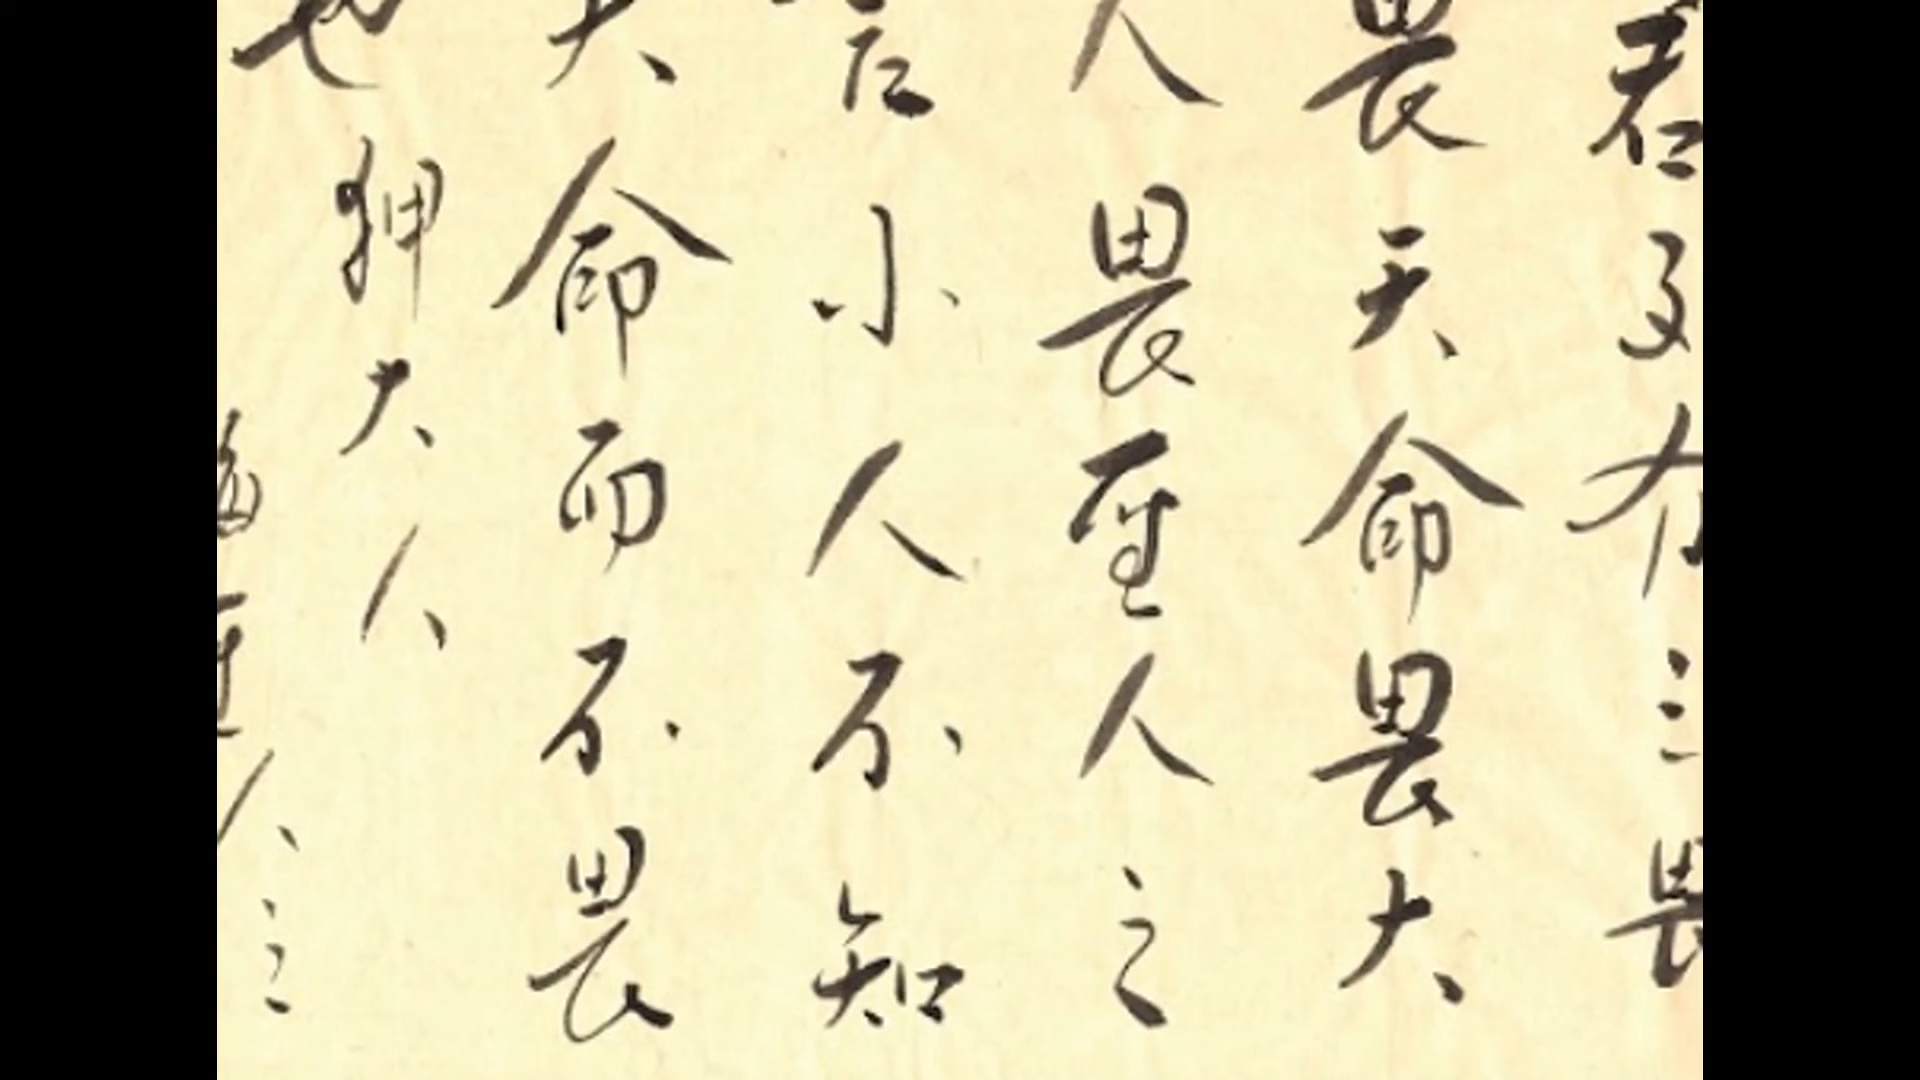 君子有三畏
畏天命畏大
人畏聖人之
言小人不知
天命而不畏
也狎大人
侮聖人之